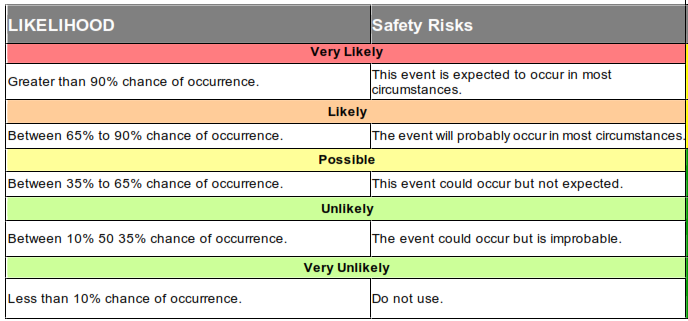 LIKELIHOOD Safety Risks
Very Likely
Greater than 90% chance of occurrence. This event is expected to occur in most
circumstances.
Likely
Between 65% to 90% chance of occurrence. The event will probably occur in most circumstances.
Possible
Between 35% to 65% chance of occurrence. This event could occur but not expected.
Unlikely
Between 10% 50 35% chance of occurrence. The event could occur but is improbable.
Very Unlikely
Less than 10% chance of occurrence. Do not use.